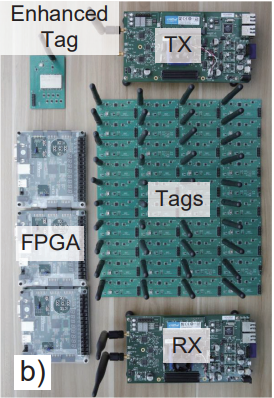 Enhanced
Tag
TX
Tags
FPGA
RX
b)